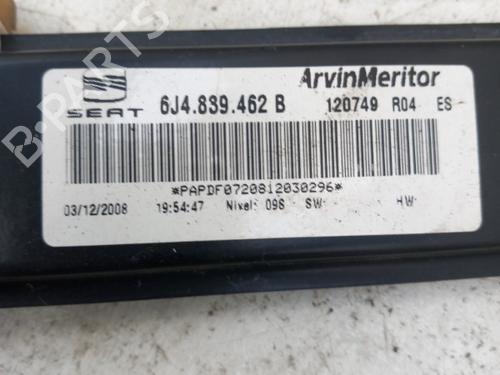 ArvinMeritor
SEAT 6J4.839.462 B 120749 R04 ES
*PAPDF0720812030296*
03/12/2008 19:54:47 Nivel: 09S SW: HW:
B-PARTS